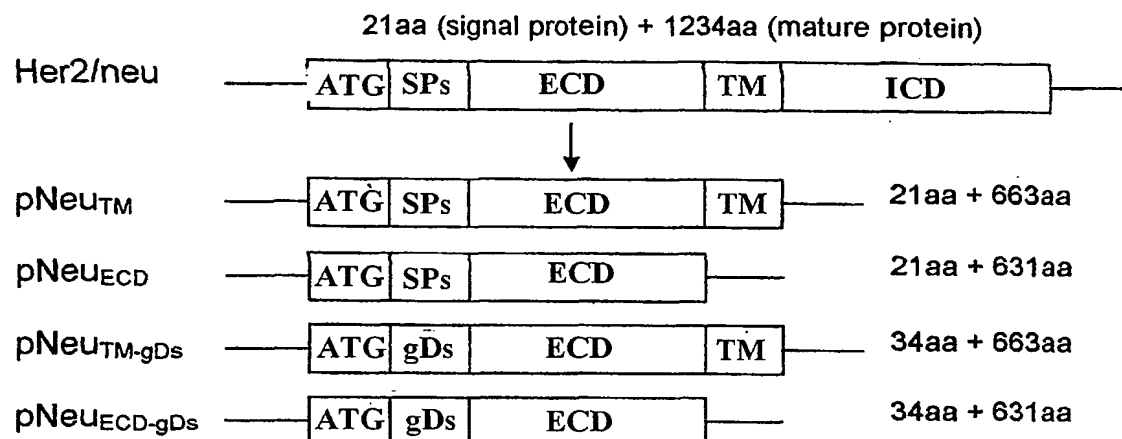 21aa (signal protein) + 1234aa (mature protein)
Her2/neu ATG SPs ECD TM ICD
pNeuTM ATG SPs ECD TM 21aa + 663aa
pNeuECD ATG SPs ECD 21aa + 631aa
pNeuTM-gDs ATG gDs ECD TM 34aa + 663aa
pNeuECD-gDs ATG gDs ECD 34aa + 631aa